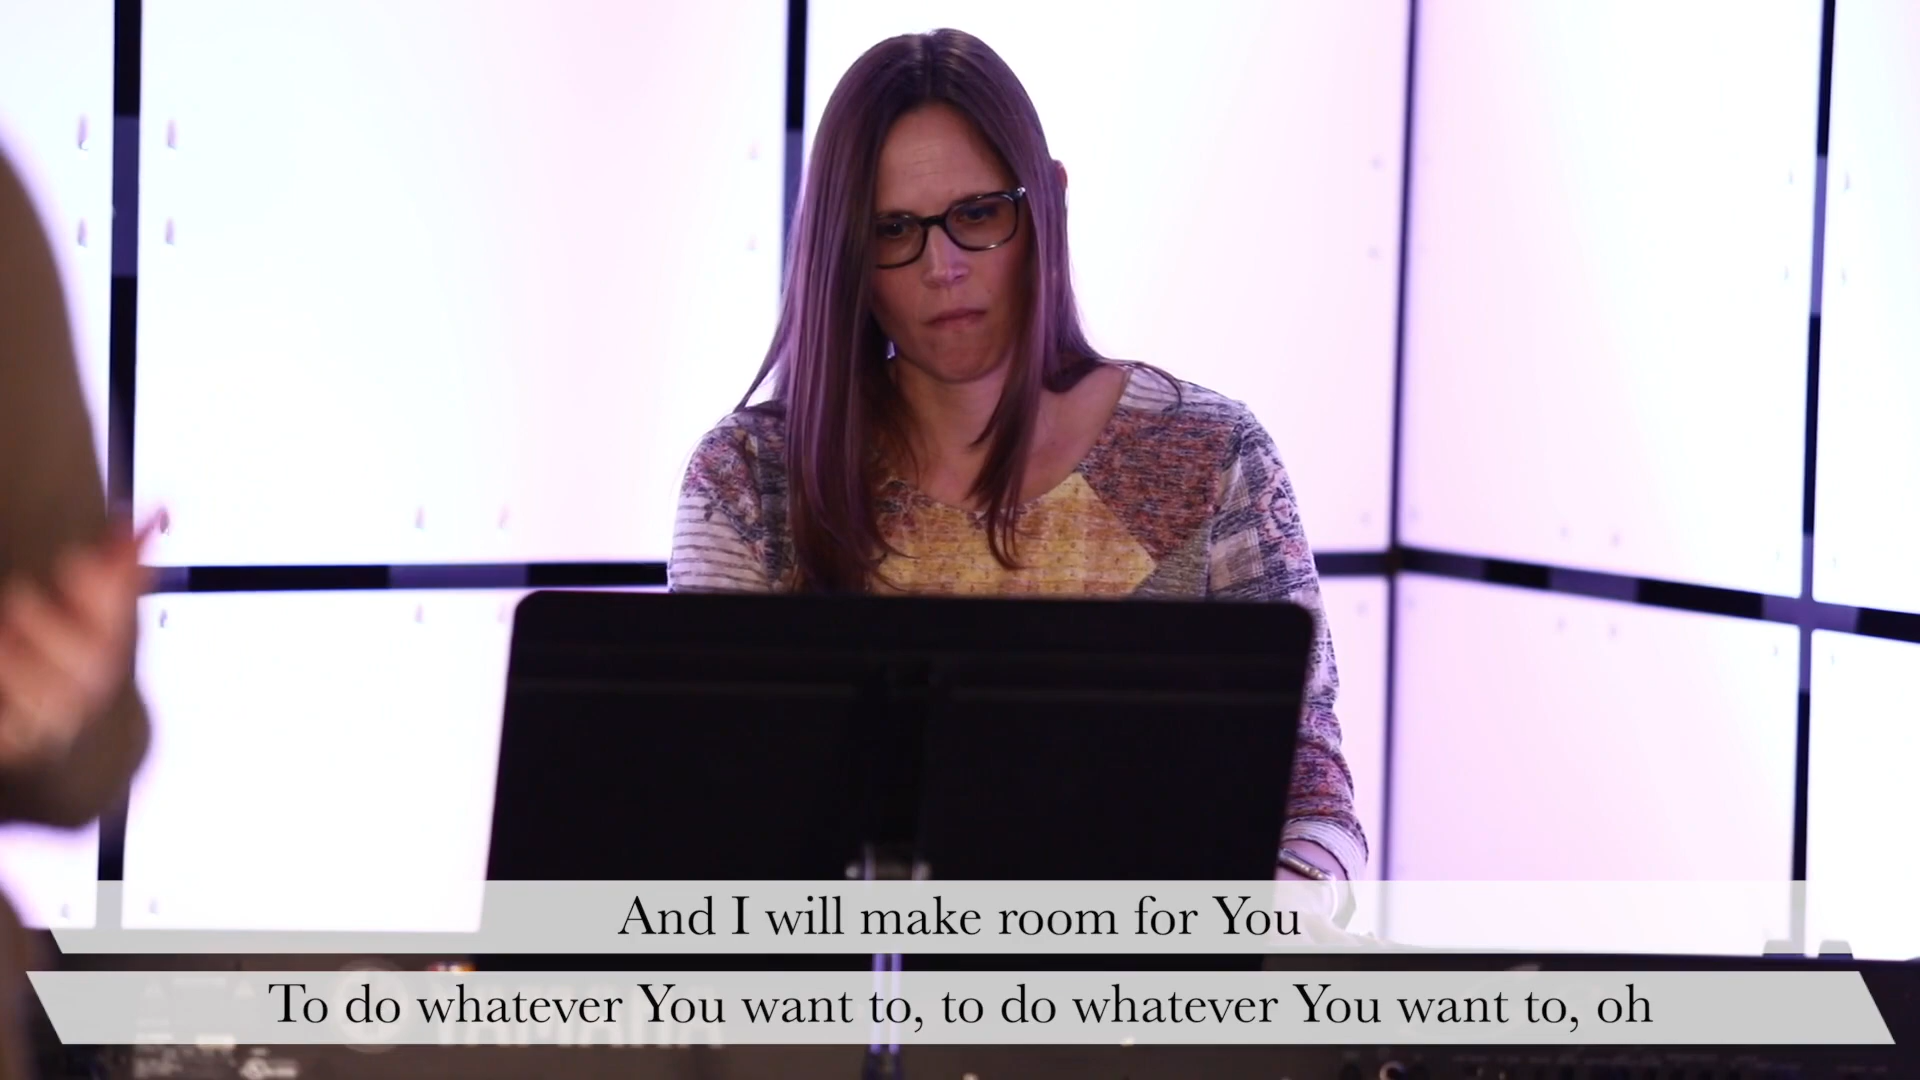 And I will make room for You
To do whatever You want to, to do whatever You want to, oh
YAMAHA